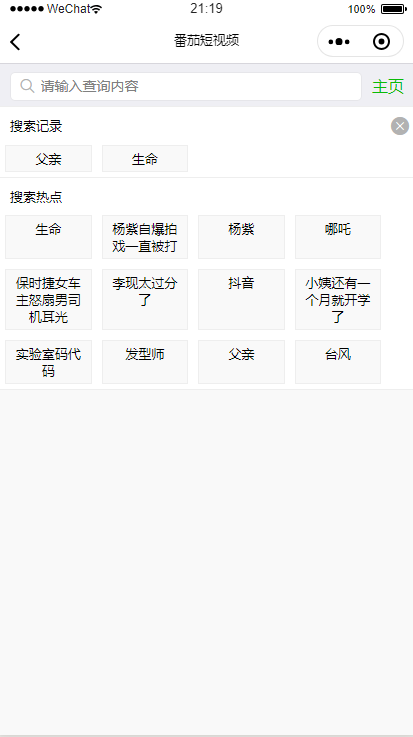 WeChat 21:19 100%
番茄短视频
请输入查询内容 主页
搜索记录
父亲 生命
搜索热点
生命 杨紫自爆拍 杨紫 哪吒
戏一直被打
保时捷女车 李现太过分 抖音 小姨还有一
主怒扇男司 了 个月就开学
机耳光 了
实验室码代 发型师 父亲 台风
码